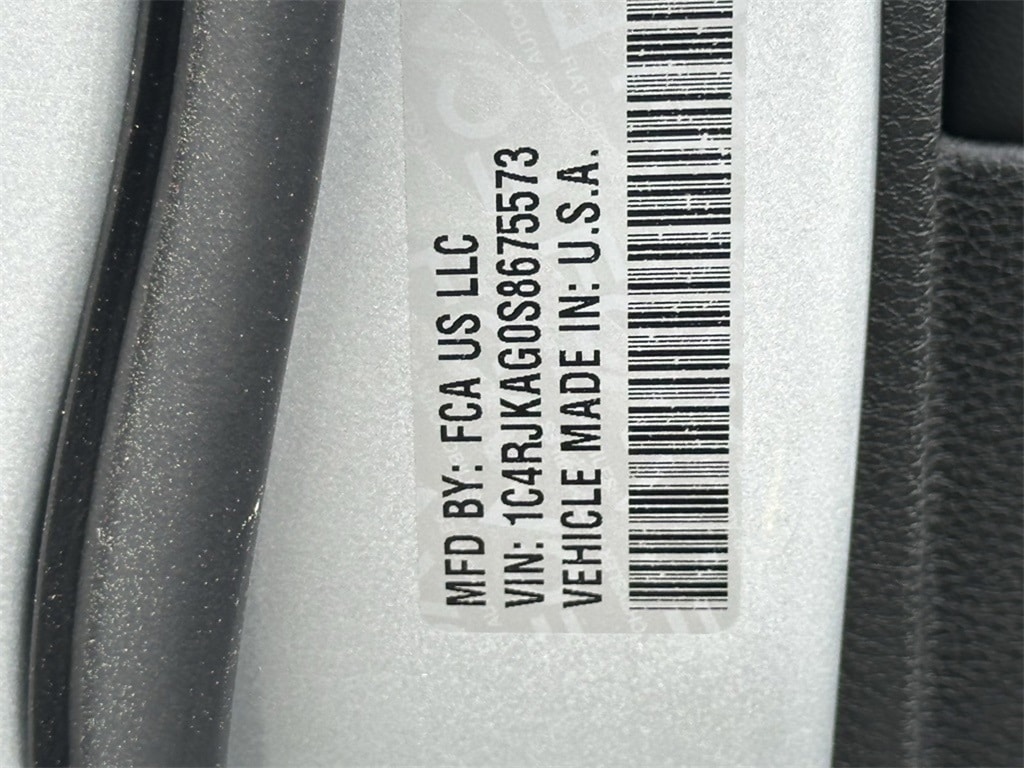 MFD BY: FCA US LLC
VIN: 1C4RJKAG0S8675573
VEHICLE MADE IN: U.S.A.